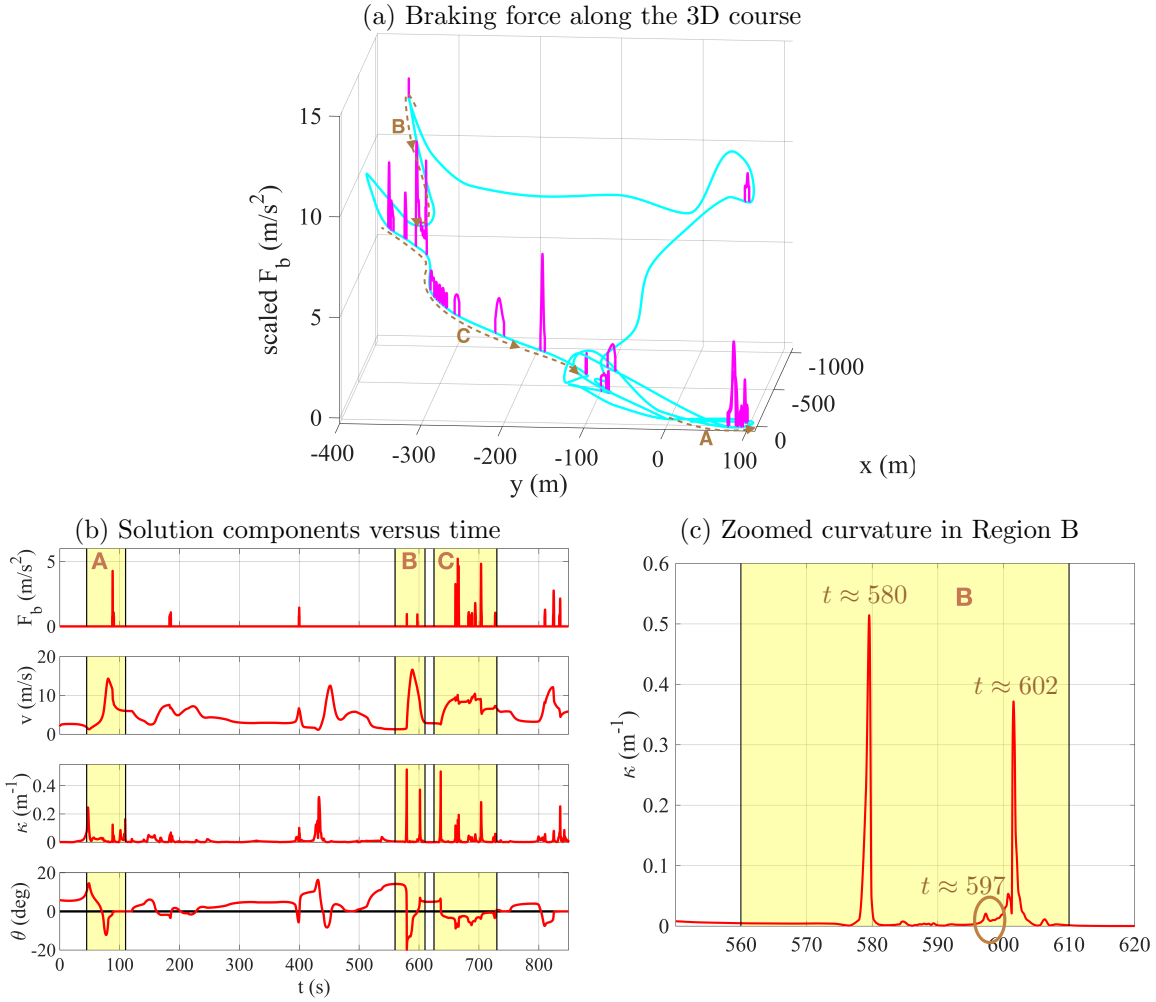 (a) Braking force along the 3D course
15
10
5
0
scaled F_b (m/s^2)
B
C
A
-400
-300
-200
-100
0
100
y (m)
-1000
-500
0
x (m)
(b) Solution components versus time
F_b (m/s^2)
5
0
A
B
C
v (m/s)
20
10
0
κ (m^-1)
0.4
0.2
0
θ (deg)
20
0
-20
0
100
200
300
400
500
600
700
800
t (s)
(c) Zoomed curvature in Region B
κ (m^-1)
0.6
0.5
0.4
0.3
0.2
0.1
0
t ≈ 580
B
t ≈ 602
t ≈ 597
560
570
580
590
600
610
620